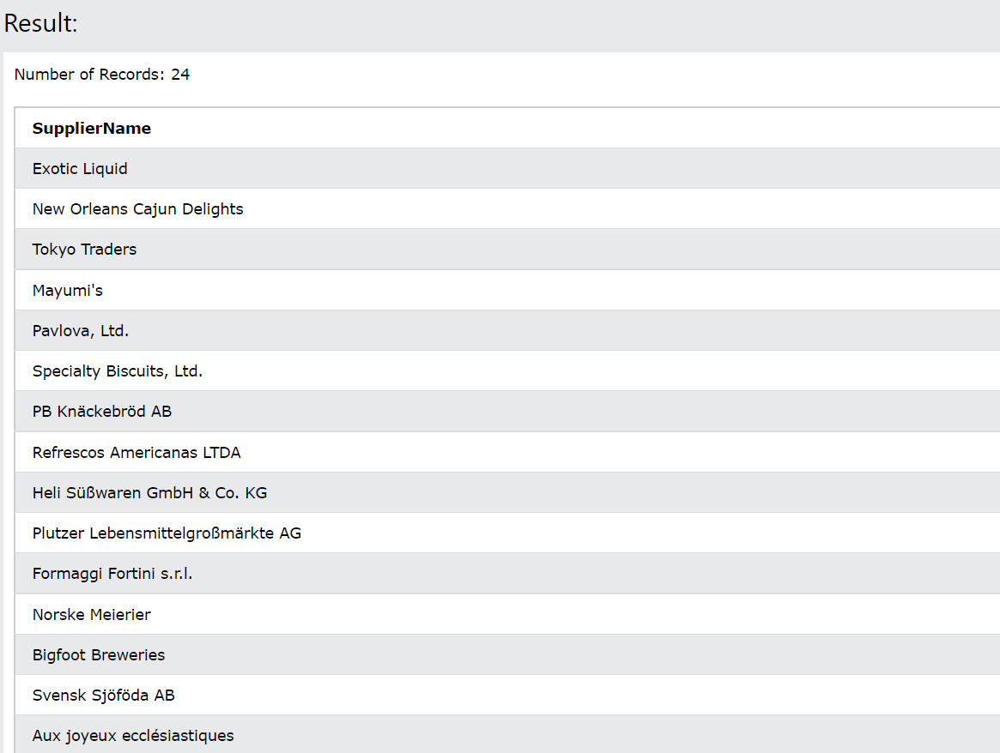 Result:
Number of Records: 24
SupplierName
Exotic Liquid
New Orleans Cajun Delights
Tokyo Traders
Mayumi's
Pavlova, Ltd.
Specialty Biscuits, Ltd.
PB Knäckebröd AB
Refrescos Americanas LTDA
Heli Süßwaren GmbH & Co. KG
Plutzer Lebensmittelgroßmärkte AG
Formaggi Fortini s.r.l.
Norske Meierier
Bigfoot Breweries
Svensk Sjöföda AB
Aux joyeux ecclésiastiques